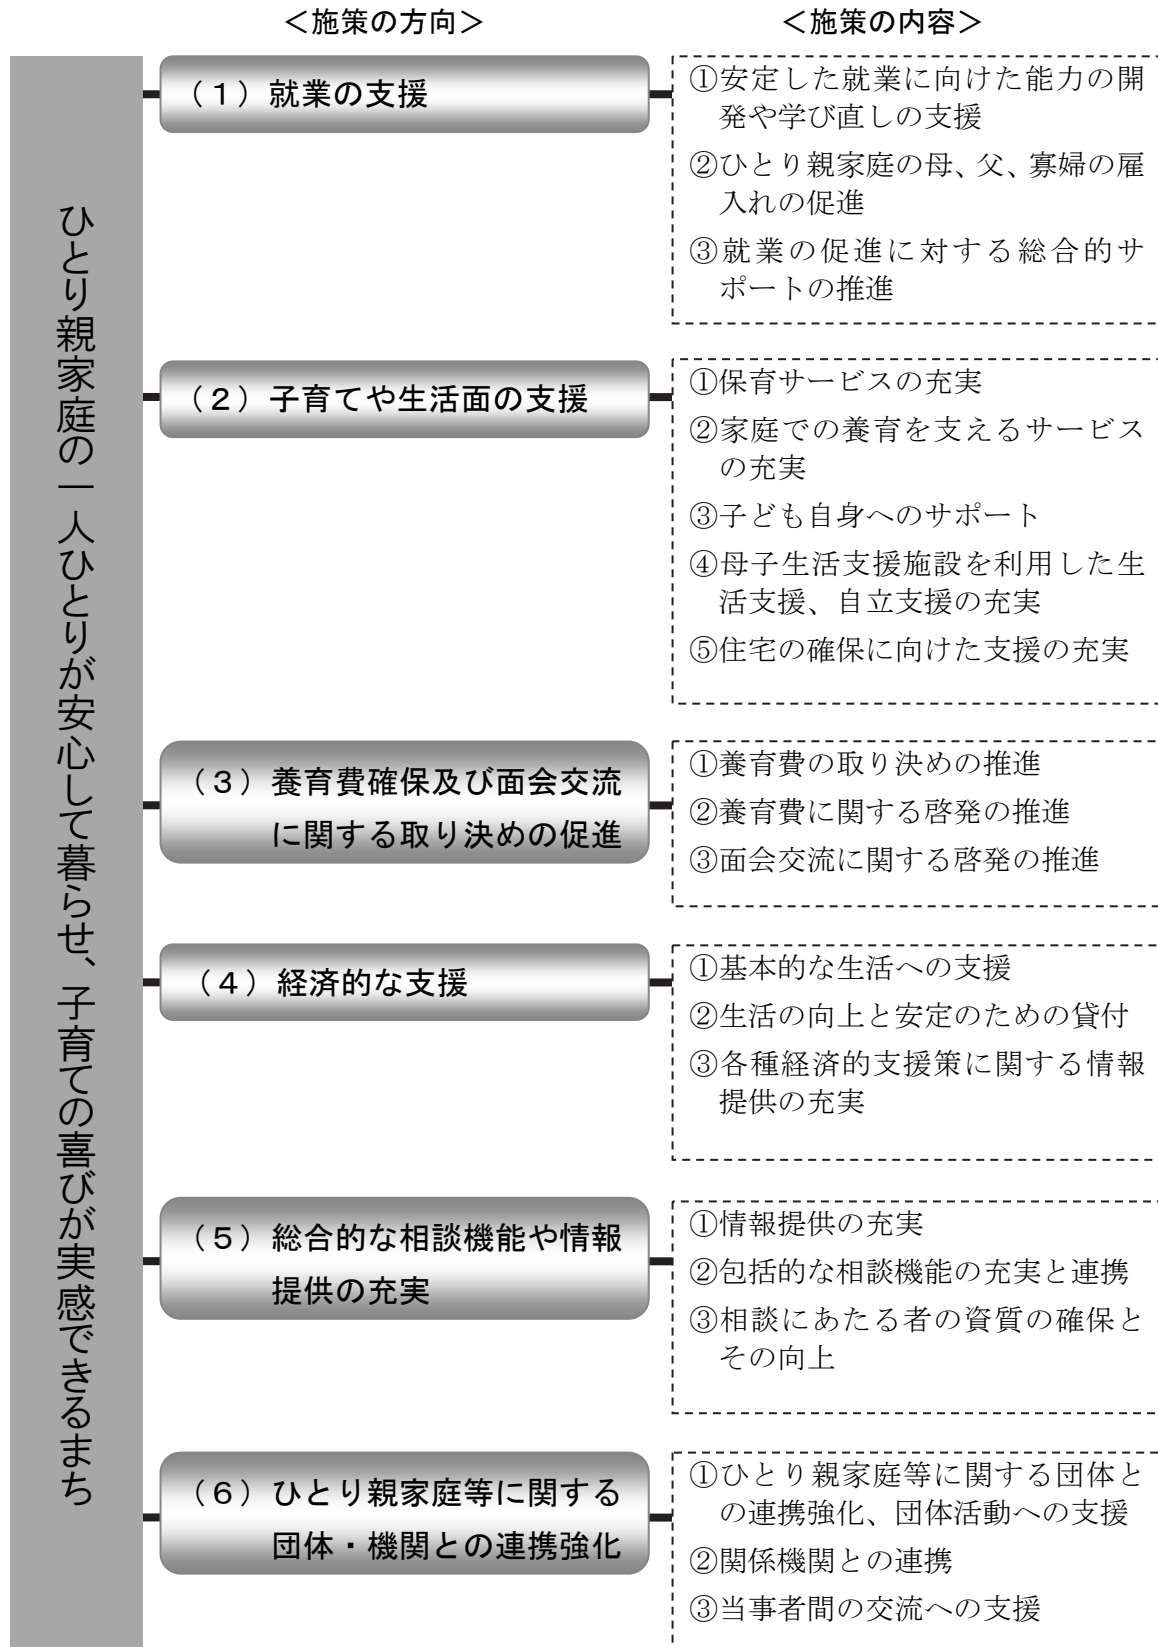 ＜施策の方向＞
＜施策の内容＞
ひとり親家庭の一人ひとりが安心して暮らせ、子育ての喜びが実感できるまち
（１）就業の支援
①安定した就業に向けた能力の開
発や学び直しの支援
②ひとり親家庭の母、父、寡婦の雇
入れの促進
③就業の促進に対する総合的サ
ポートの推進
（２）子育てや生活面の支援
①保育サービスの充実
②家庭での養育を支えるサービス
の充実
③子ども自身へのサポート
④母子生活支援施設を利用した生
活支援、自立支援の充実
⑤住宅の確保に向けた支援の充実
（３）養育費確保及び面会交流
に関する取り決めの促進
①養育費の取り決めの推進
②養育費に関する啓発の推進
③面会交流に関する啓発の推進
（４）経済的な支援
①基本的な生活への支援
②生活の向上と安定のための貸付
③各種経済的支援策に関する情報
提供の充実
（５）総合的な相談機能や情報
提供の充実
①情報提供の充実
②包括的な相談機能の充実と連携
③相談にあたる者の資質の確保と
その向上
（６）ひとり親家庭等に関する
団体・機関との連携強化
①ひとり親家庭等に関する団体と
の連携強化、団体活動への支援
②関係機関との連携
③当事者間の交流への支援